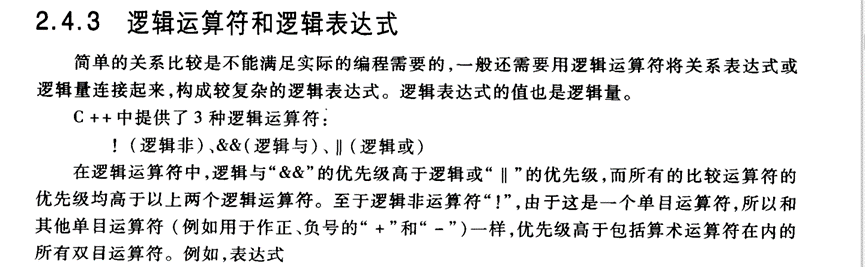 2.4.3 逻辑运算符和逻辑表达式
简单的关系比较是不能满足实际的编程需要的,一般还需要用逻辑运算符将关系表达式或
逻辑量连接起来,构成较复杂的逻辑表达式。逻辑表达式的值也是逻辑量。
C ++中提供了 3 种逻辑运算符:
! (逻辑非)、&&(逻辑与)、‖(逻辑或)
在逻辑运算符中,逻辑与“&&”的优先级高于逻辑或“‖”的优先级,而所有的比较运算符的
优先级均高于以上两个逻辑运算符。至于逻辑非运算符“!”,由于这是一个单目运算符,所以和
其他单目运算符(例如用于作正、负号的“+”和“-”)一样,优先级高于包括算术运算符在内的
所有双目运算符。例如,表达式